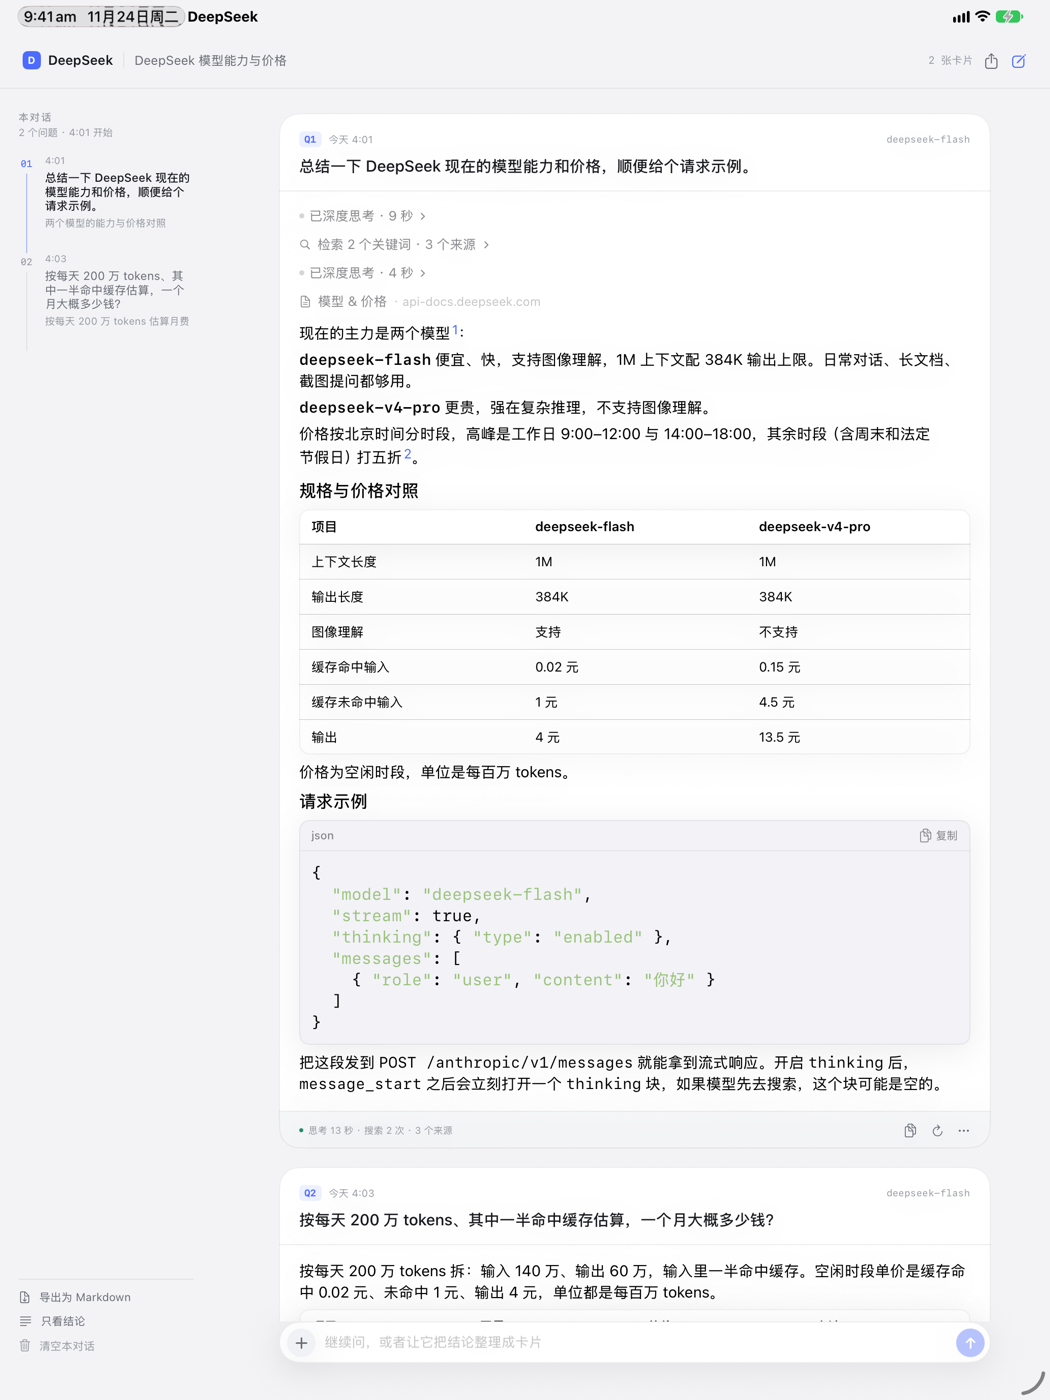 9:41 am 11月24日周二 DeepSeek
D DeepSeek DeepSeek 模型能力与价格 2 张卡片
本对话
2 个问题 · 4:01 开始
01 4:01
总结一下 DeepSeek 现在的
模型能力和价格，顺便给个
请求示例。
两个模型的能力与价格对照
02 4:03
按每天 200 万 tokens、其
中一半命中缓存估算，一个
月大概多少钱？
按每天 200 万 tokens 估算月费
导出为 Markdown
只看结论
清空本对话
Q1 今天 4:01 deepseek-flash
总结一下 DeepSeek 现在的模型能力和价格，顺便给个请求示例。
已深度思考 · 9 秒
检索 2 个关键词 · 3 个来源
已深度思考 · 4 秒
模型 & 价格 · api-docs.deepseek.com
现在的主力是两个模型1：
deepseek-flash 便宜、快，支持图像理解，1M 上下文配 384K 输出上限。日常对话、长文档、
截图提问都够用。
deepseek-v4-pro 更贵，强在复杂推理，不支持图像理解。
价格按北京时间分时段，高峰是工作日 9:00–12:00 与 14:00–18:00，其余时段（含周末和法定
节假日）打五折2。
规格与价格对照
项目 deepseek-flash deepseek-v4-pro
上下文长度 1M 1M
输出长度 384K 384K
图像理解 支持 不支持
缓存命中输入 0.02 元 0.15 元
缓存未命中输入 1 元 4.5 元
输出 4 元 13.5 元
价格为空闲时段，单位是每百万 tokens。
请求示例
json 复制
{
"model": "deepseek-flash",
"stream": true,
"thinking": { "type": "enabled" },
"messages": [
{ "role": "user", "content": "你好" }
]
}
把这段发到 POST /anthropic/v1/messages 就能拿到流式响应。开启 thinking 后，
message_start 之后会立刻打开一个 thinking 块，如果模型先去搜索，这个块可能是空的。
思考 13 秒 · 搜索 2 次 · 3 个来源
Q2 今天 4:03 deepseek-flash
按每天 200 万 tokens、其中一半命中缓存估算，一个月大概多少钱？
按每天 200 万 tokens 拆：输入 140 万、输出 60 万，输入里一半命中缓存。空闲时段单价是缓存命
中 0.02 元、未命中 1 元、输出 4 元，单位都是每百万 tokens。
继续问，或者让它把结论整理成卡片